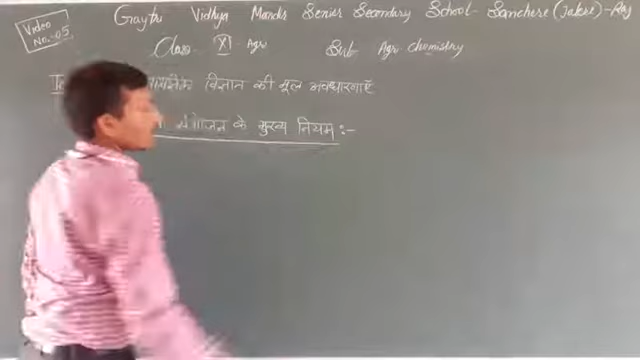 Video No.-05
Gaytri Vidhya Mandir Senior Secondary School Sanchore (Jalore)-Raj
Class XI Agri Sub Agri chemistry
विज्ञान की मूल अवधारणाएँ
संयोजन के मुख्य नियम :-